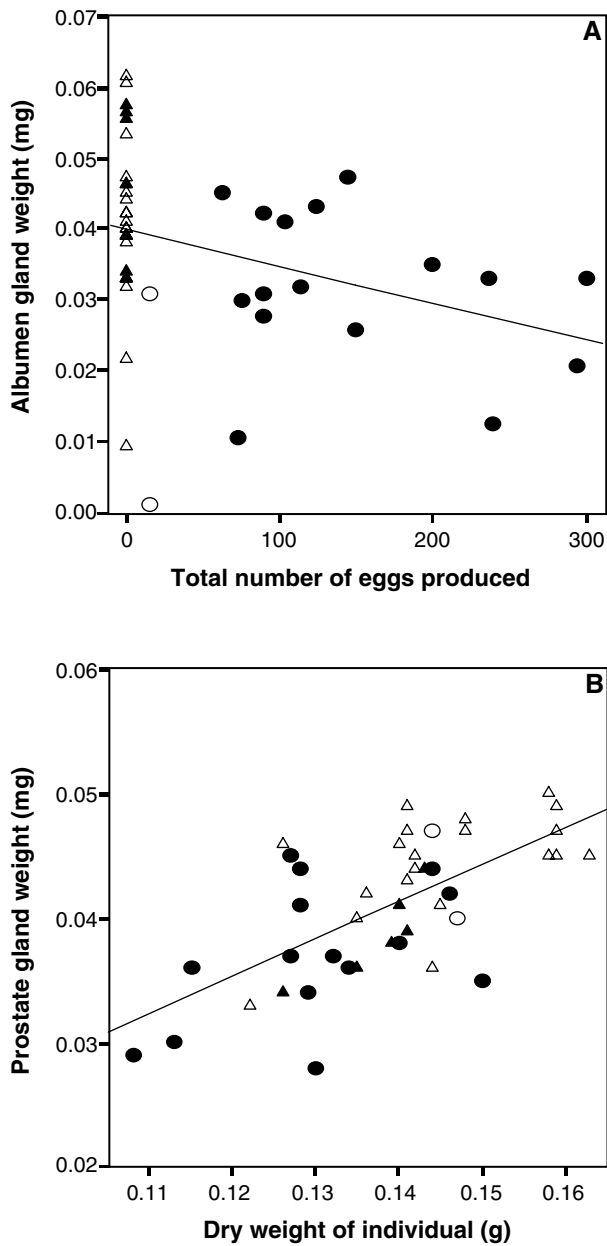 A
0.07
0.06
0.05
0.04
0.03
0.02
0.01
0.00
Albumen gland weight (mg)
0 100 200 300
Total number of eggs produced
B
0.06
0.05
0.04
0.03
0.02
Prostate gland weight (mg)
0.11 0.12 0.13 0.14 0.15 0.16
Dry weight of individual (g)